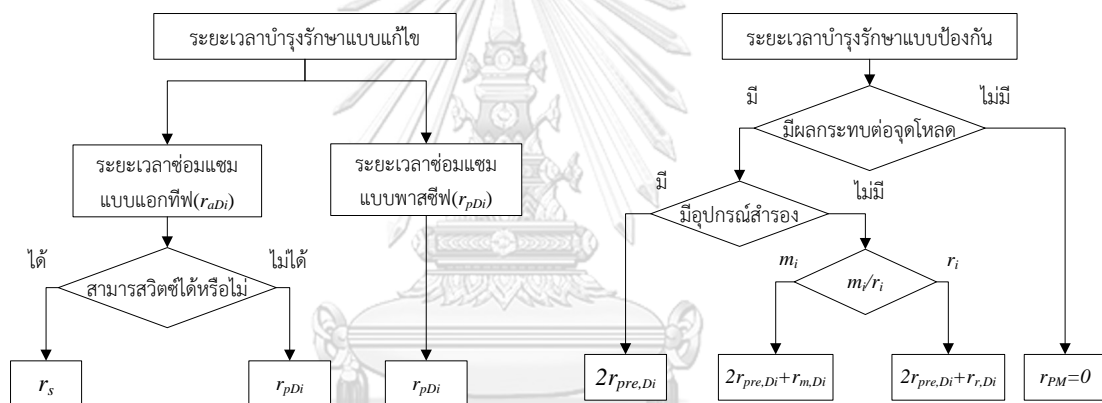 ระยะเวลาบำรุงรักษาแบบแก้ไข
ระยะเวลาซ่อมแซม
แบบแอกทีฟ(raDi)
ระยะเวลาซ่อมแซม
แบบพาสซีฟ(rpDi)
ได้
ไม่ได้
สามารสวิตซ์ได้หรือไม่
rs
rpDi
rpDi
ระยะเวลาบำรุงรักษาแบบป้องกัน
มี
ไม่มี
มีผลกระทบต่อจุดโหลด
มี
ไม่มี
มีอุปกรณ์สำรอง
mi
ri
mi/ri
2rpre,Di
2rpre,Di+rm,Di
2rpre,Di+rr,Di
rPM=0